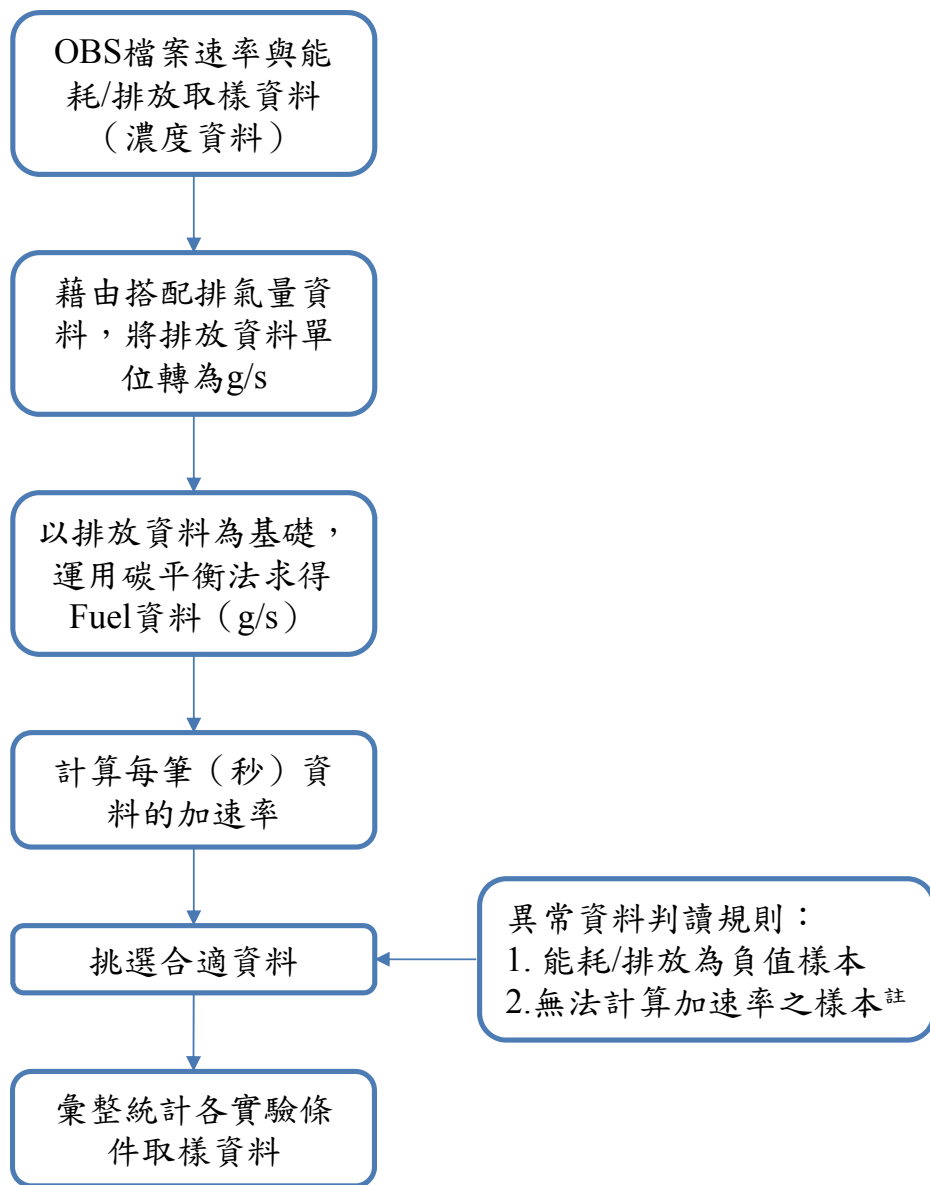 OBS檔案速率與能
耗/排放取樣資料
（濃度資料）
藉由搭配排氣量資
料，將排放資料單
位轉為g/s
以排放資料為基礎，
運用碳平衡法求得
Fuel資料（g/s）
計算每筆（秒）資
料的加速率
挑選合適資料
異常資料判讀規則：
1. 能耗/排放為負值樣本
2.無法計算加速率之樣本註
彙整統計各實驗條
件取樣資料